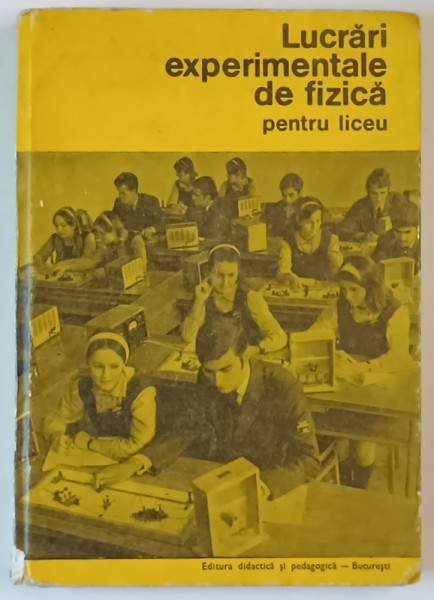 Lucrări
experimentale
de fizică
pentru liceu
Editura didactică și pedagogică — București